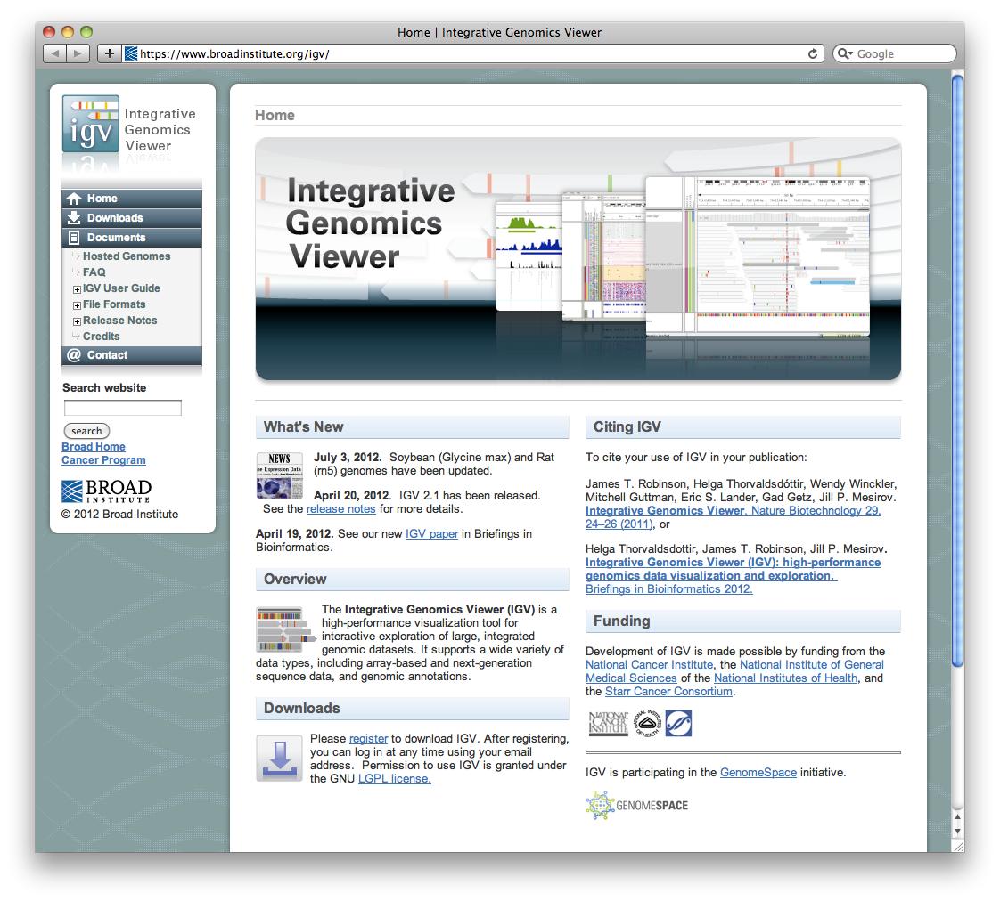 Home | Integrative Genomics Viewer
https://www.broadinstitute.org/igv/
Google
igv
Integrative
Genomics
Viewer
Home
Downloads
Documents
Hosted Genomes
FAQ
IGV User Guide
File Formats
Release Notes
Credits
@ Contact
Search website
search
Broad Home
Cancer Program
BROAD
INSTITUTE
© 2012 Broad Institute
Home
Integrative
Genomics
Viewer
What's New
NEWS
ne Expression Data
July 3, 2012. Soybean (Glycine max) and Rat
(rn5) genomes have been updated.
April 20, 2012. IGV 2.1 has been released.
See the release notes for more details.
April 19, 2012. See our new IGV paper in Briefings in
Bioinformatics.
Overview
The Integrative Genomics Viewer (IGV) is a
high-performance visualization tool for
interactive exploration of large, integrated
genomic datasets. It supports a wide variety of
data types, including array-based and next-generation
sequence data, and genomic annotations.
Downloads
Please register to download IGV. After registering,
you can log in at any time using your email
address. Permission to use IGV is granted under
the GNU LGPL license.
Citing IGV
To cite your use of IGV in your publication:
James T. Robinson, Helga Thorvaldsdóttir, Wendy Winckler,
Mitchell Guttman, Eric S. Lander, Gad Getz, Jill P. Mesirov.
Integrative Genomics Viewer. Nature Biotechnology 29,
24–26 (2011), or
Helga Thorvaldsdottir, James T. Robinson, Jill P. Mesirov.
Integrative Genomics Viewer (IGV): high-performance
genomics data visualization and exploration.
Briefings in Bioinformatics 2012.
Funding
Development of IGV is made possible by funding from the
National Cancer Institute, the National Institute of General
Medical Sciences of the National Institutes of Health, and
the Starr Cancer Consortium.
NATIONAL
CANCER
INSTITUTE
NATIONAL INSTITUTES
OF HEALTH
IGV is participating in the GenomeSpace initiative.
GENOMESPACE